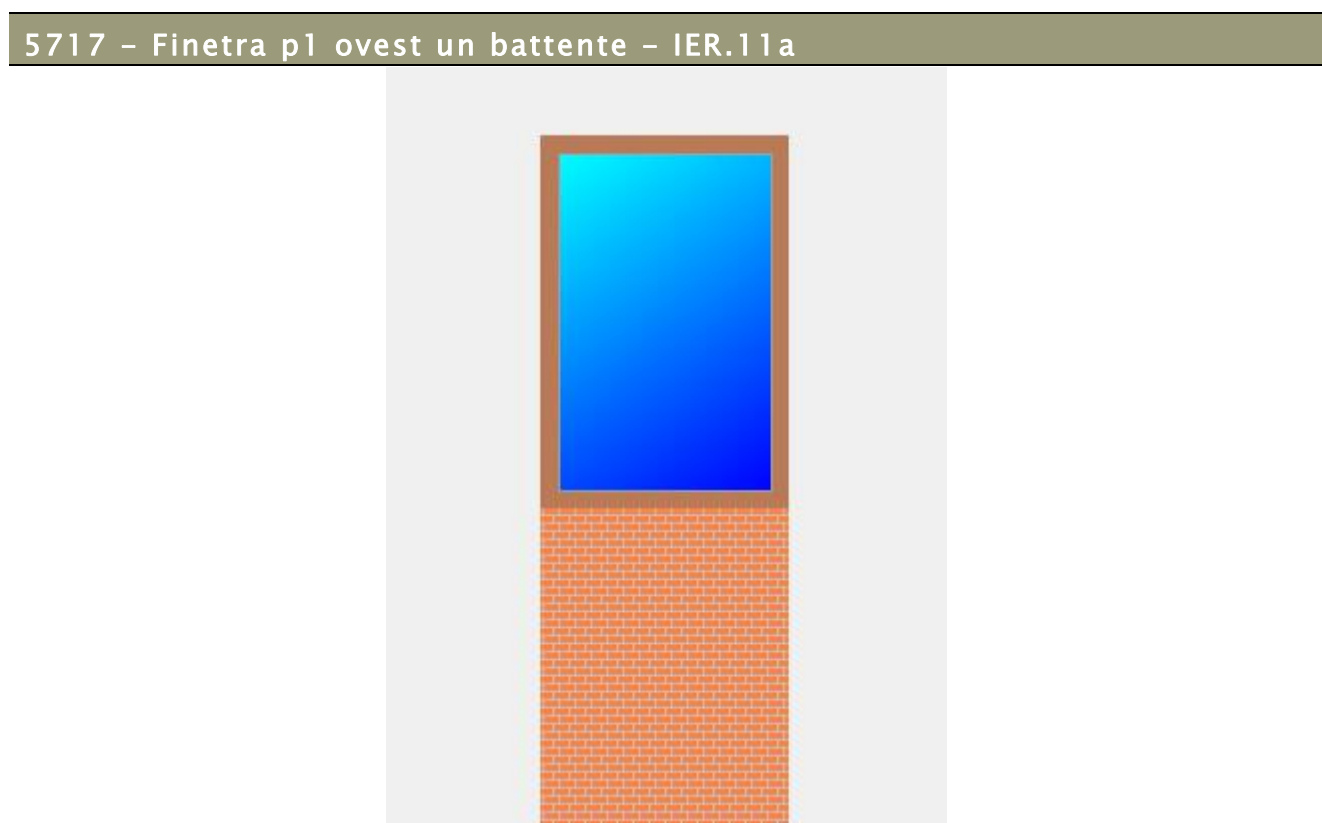 5717 – Finetra p1 ovest un battente – IER.11a